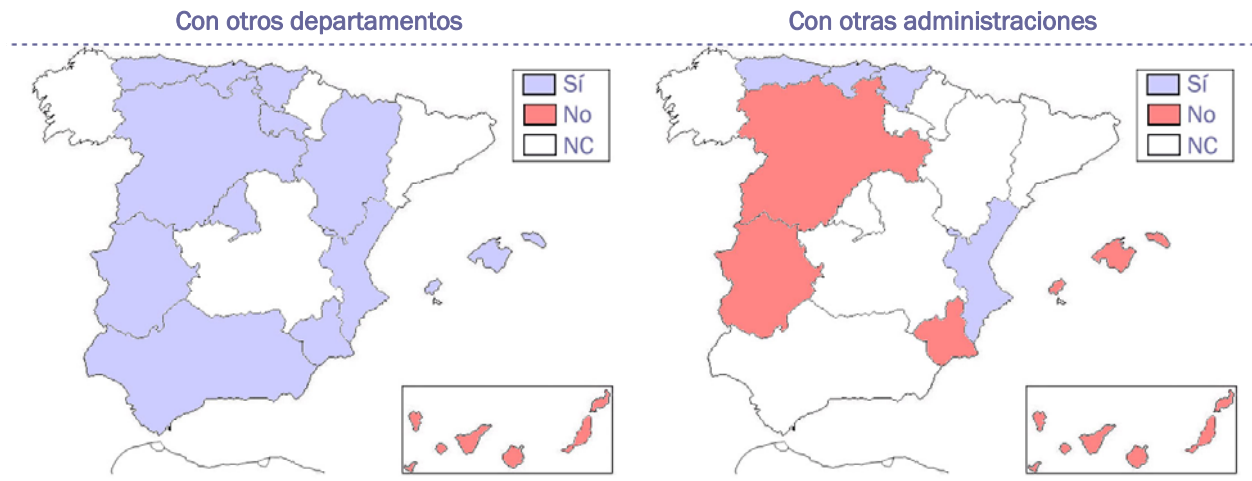 Con otros departamentos
Con otras administraciones
Sí
No
NC
Sí
No
NC